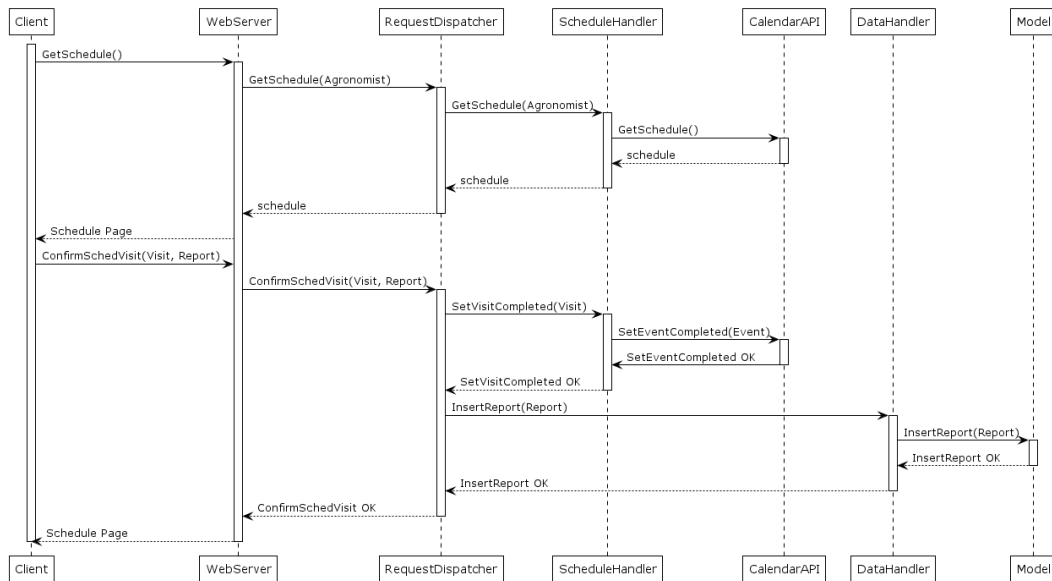 Client WebServer RequestDispatcher ScheduleHandler CalendarAPI DataHandler Model
GetSchedule()
GetSchedule(Agronomist)
GetSchedule(Agronomist)
GetSchedule()
schedule
schedule
schedule
Schedule Page
ConfirmSchedVisit(Visit, Report)
ConfirmSchedVisit(Visit, Report)
SetVisitCompleted(Visit)
SetEventCompleted(Event)
SetEventCompleted OK
SetVisitCompleted OK
InsertReport(Report)
InsertReport(Report)
InsertReport OK
InsertReport OK
ConfirmSchedVisit OK
Schedule Page
Client WebServer RequestDispatcher ScheduleHandler CalendarAPI DataHandler Model